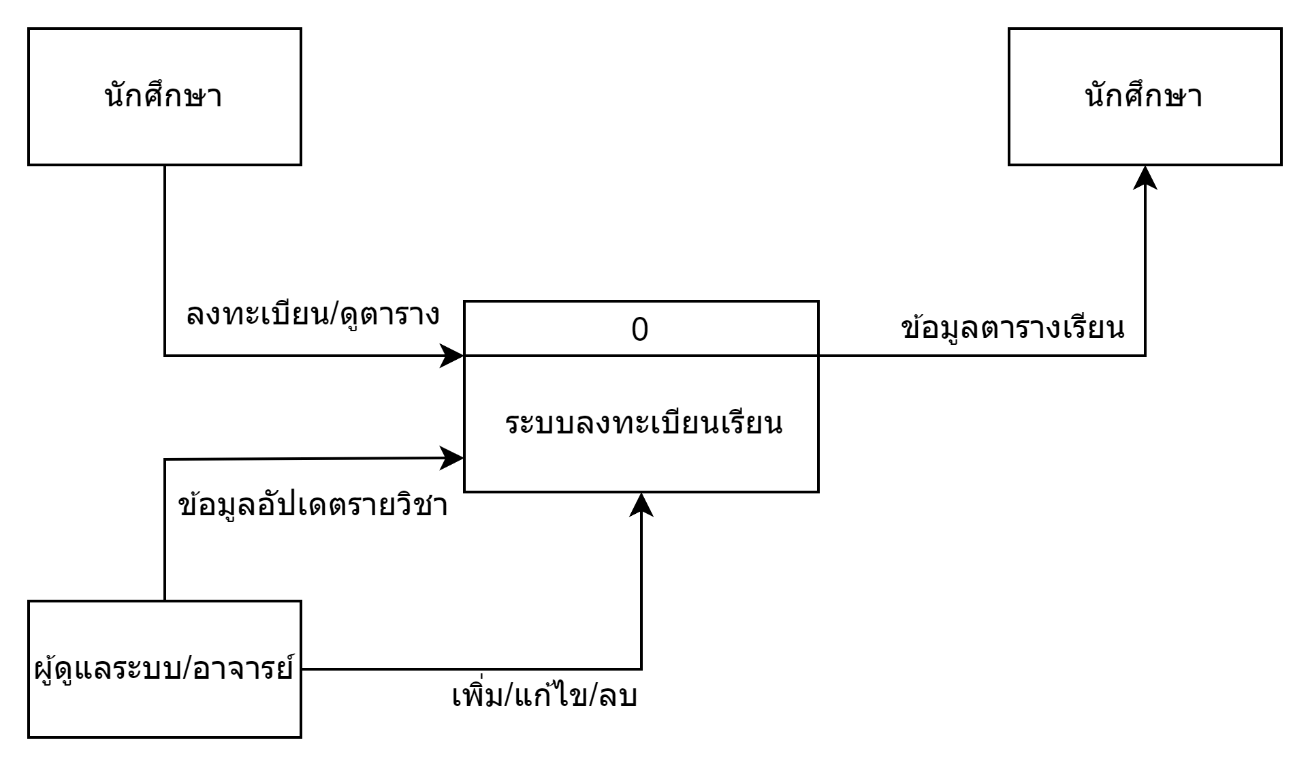 นักศึกษา
นักศึกษา
ลงทะเบียน/ดูตาราง
0
ข้อมูลตารางเรียน
ระบบลงทะเบียนเรียน
ข้อมูลอัปเดตรายวิชา
ผู้ดูแลระบบ/อาจารย์
เพิ่ม/แก้ไข/ลบ